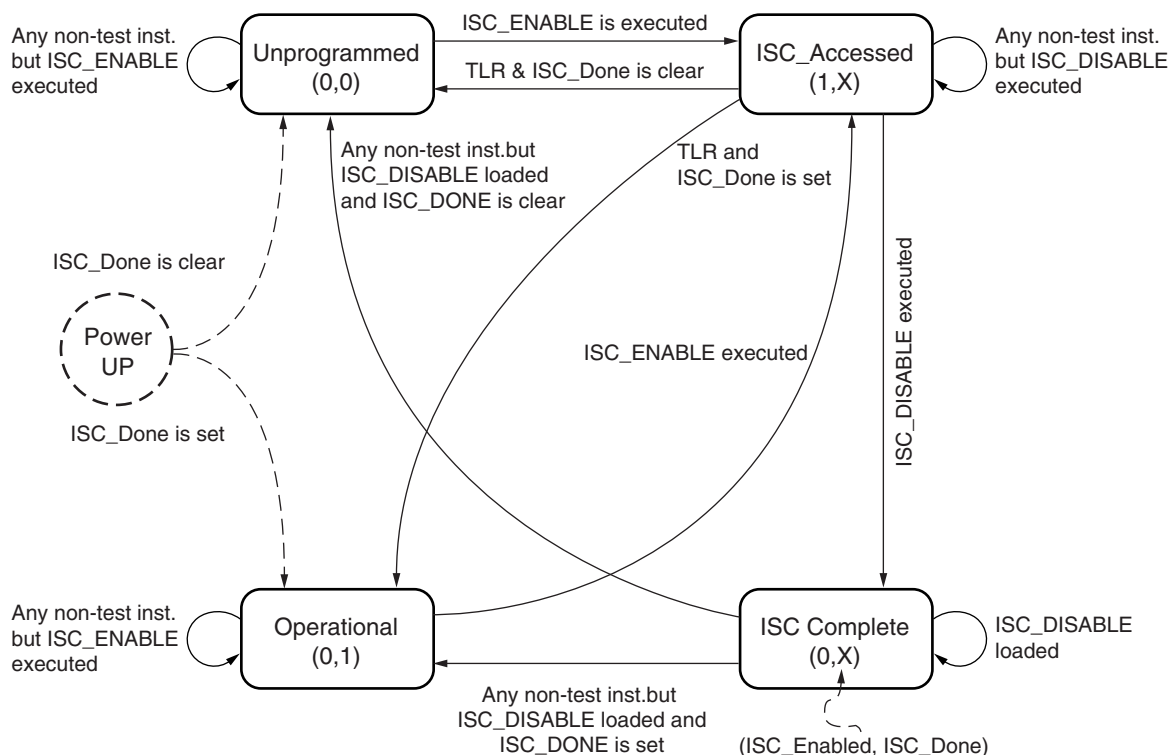 ISC_ENABLE is executed
Any non-test inst.
but ISC_ENABLE
executed
Unprogrammed
(0,0)
TLR & ISC_Done is clear
ISC_Accessed
(1,X)
Any non-test inst.
but ISC_DISABLE
executed
Any non-test inst.but
ISC_DISABLE loaded
and ISC_DONE is clear
TLR and
ISC_Done is set
ISC_Done is clear
Power
UP
ISC_Done is set
ISC_ENABLE executed
ISC_DISABLE executed
Any non-test inst.
but ISC_ENABLE
executed
Operational
(0,1)
ISC Complete
(0,X)
ISC_DISABLE
loaded
Any non-test inst.but
ISC_DISABLE loaded and
ISC_DONE is set
(ISC_Enabled, ISC_Done)